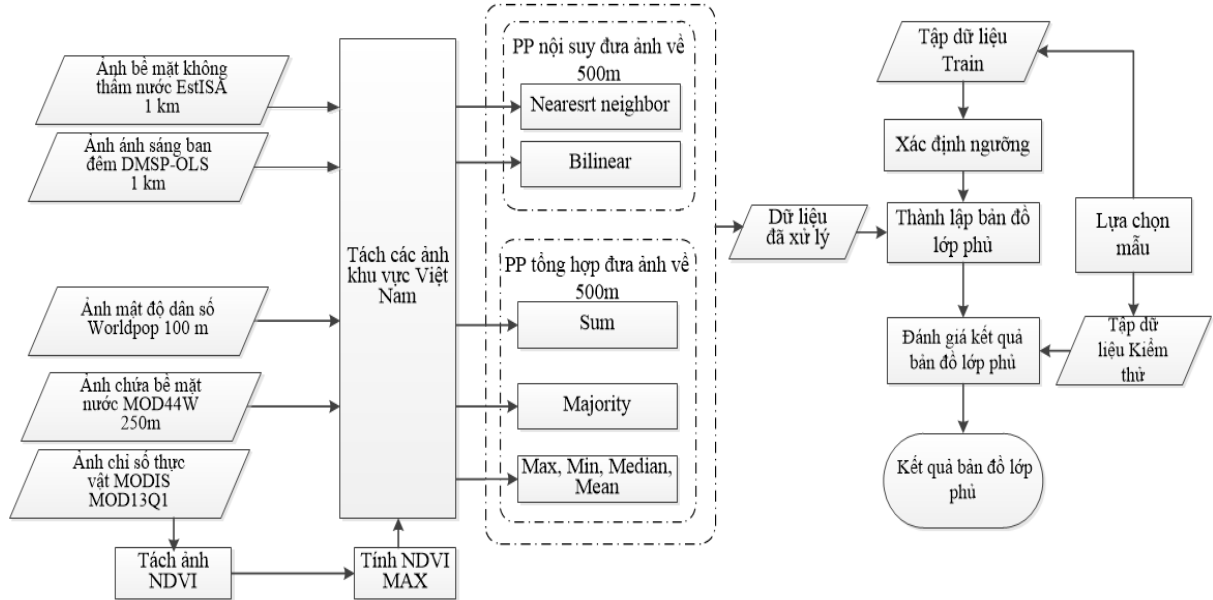 Ảnh bề mặt không
thấm nước EstISA
1 km
Ảnh ánh sáng ban
đêm DMSP-OLS
1 km
Ảnh mật độ dân số
Worldpop 100 m
Ảnh chứa bề mặt
nước MOD44W
250m
Ảnh chỉ số thực
vật MODIS
MOD13Q1
Tách ảnh
NDVI
Tính NDVI
MAX
Tách các ảnh
khu vực Việt
Nam
PP nội suy đưa ảnh về
500m
Nearesrt neighbor
Bilinear
PP tổng hợp đưa ảnh về
500m
Sum
Majority
Max, Min, Median,
Mean
Dữ liệu
đã xử lý
Tập dữ liệu
Train
Xác định ngưỡng
Thành lập bản đồ
lớp phủ
Lựa chọn
mẫu
Đánh giá kết quả
bản đồ lớp phủ
Tập dữ
liệu Kiểm
thử
Kết quả bản đồ lớp
phủ